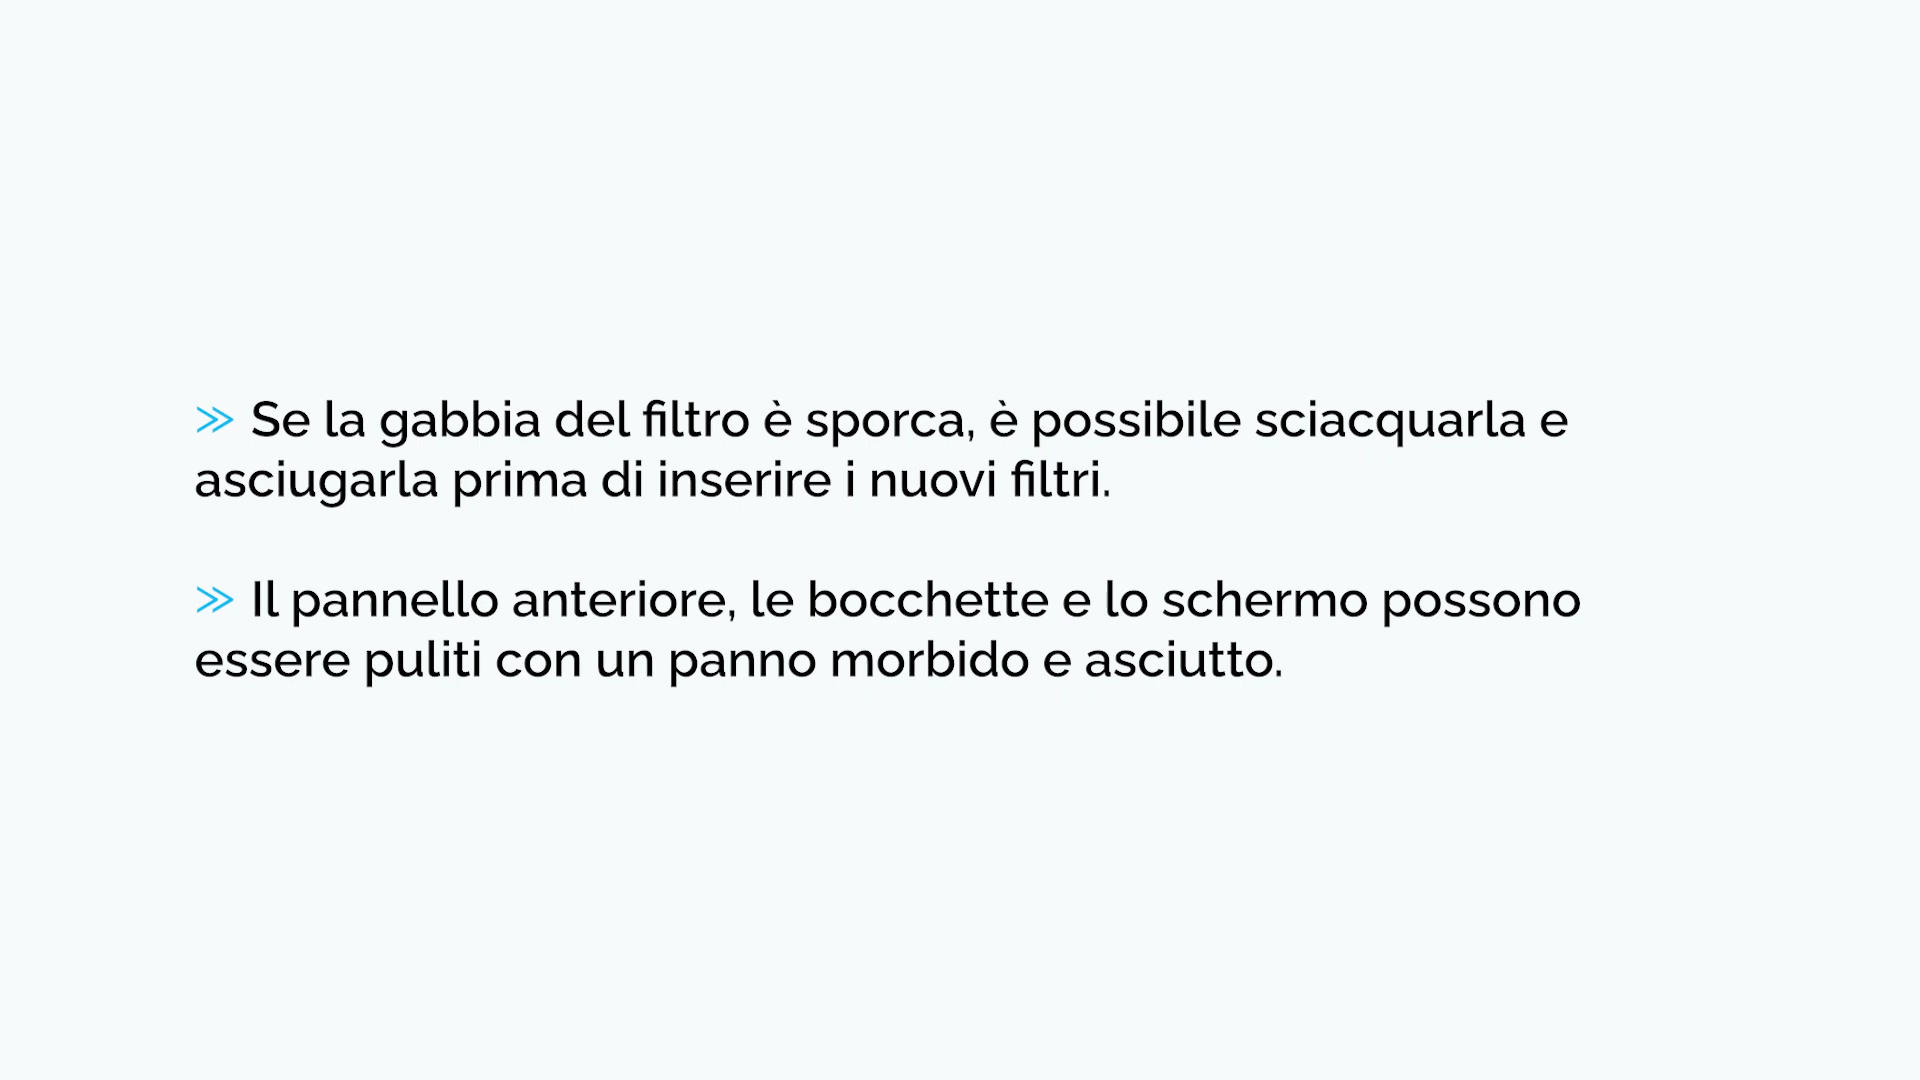 ≫ Se la gabbia del filtro è sporca, è possibile sciacquarla e
asciugarla prima di inserire i nuovi filtri.
≫ Il pannello anteriore, le bocchette e lo schermo possono
essere puliti con un panno morbido e asciutto.